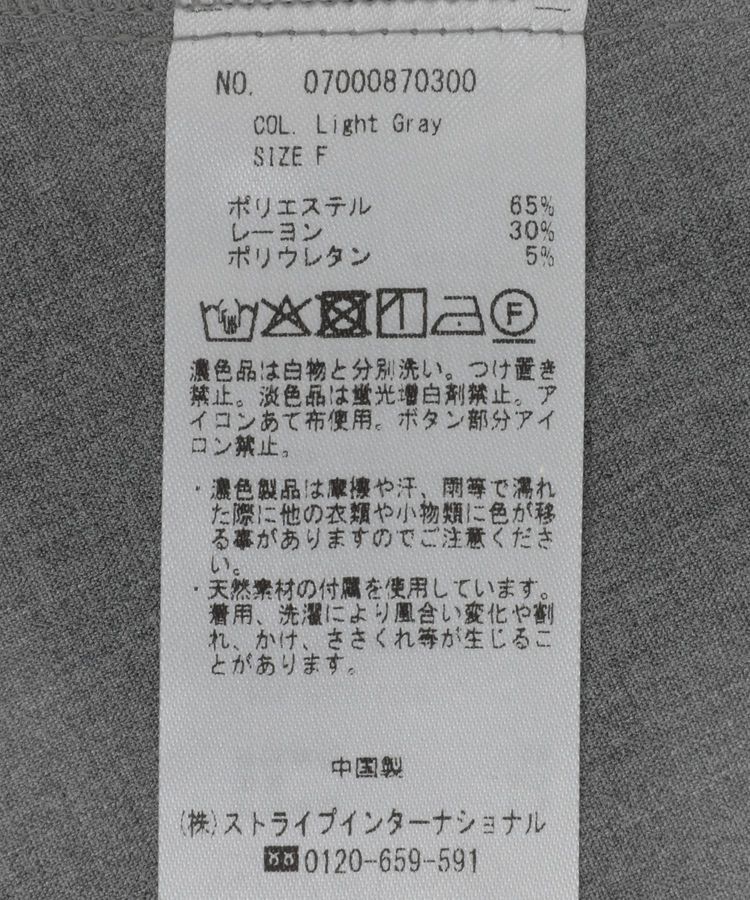 NO. 07000870300
COL. Light Gray
SIZE F
ポリエステル 65%
レーヨン 30%
ポリウレタン 5%
F
濃色品は白物と分別洗い。つけ置き
禁止。淡色品は蛍光増白剤禁止。ア
イロンあて布使用。ボタン部分アイ
ロン禁止。
・濃色製品は摩擦や汗、雨等で濡れ
た際に他の衣類や小物類に色が移
る事がありますのでご注意くださ
い。
・天然素材の付属を使用しています。
着用、洗濯により風合い変化や割
れ、かけ、ささくれ等が生じるこ
とがあります。
中国製
(株)ストライプインターナショナル
0120-659-591